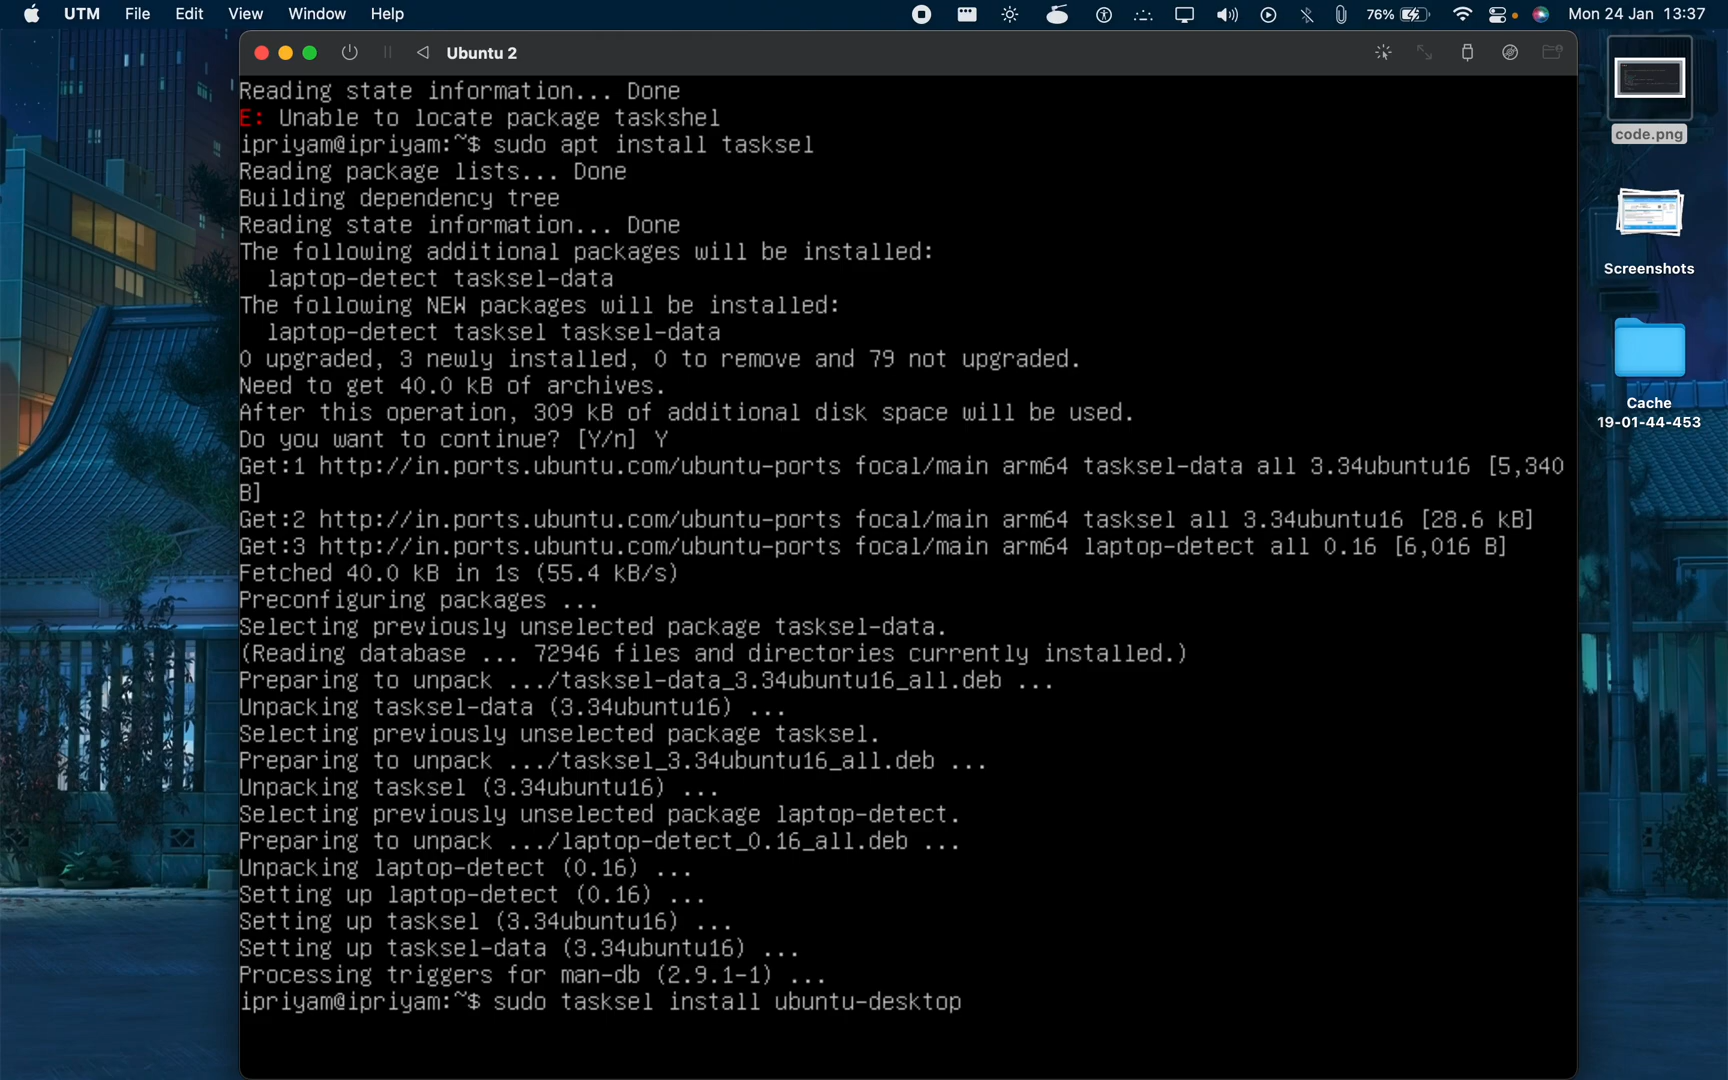 UTM File Edit View Window Help 76% Mon 24 Jan 13:37
Ubuntu 2
Reading state information... Done
E: Unable to locate package taskshel
ipriyam@ipriyam:~$ sudo apt install tasksel
Reading package lists... Done
Building dependency tree
Reading state information... Done
The following additional packages will be installed:
  laptop-detect tasksel-data
The following NEW packages will be installed:
  laptop-detect tasksel tasksel-data
0 upgraded, 3 newly installed, 0 to remove and 79 not upgraded.
Need to get 40.0 kB of archives.
After this operation, 309 kB of additional disk space will be used.
Do you want to continue? [Y/n] Y
Get:1 http://in.ports.ubuntu.com/ubuntu-ports focal/main arm64 tasksel-data all 3.34ubuntu16 [5,340
B]
Get:2 http://in.ports.ubuntu.com/ubuntu-ports focal/main arm64 tasksel all 3.34ubuntu16 [28.6 kB]
Get:3 http://in.ports.ubuntu.com/ubuntu-ports focal/main arm64 laptop-detect all 0.16 [6,016 B]
Fetched 40.0 kB in 1s (55.4 kB/s)
Preconfiguring packages ...
Selecting previously unselected package tasksel-data.
(Reading database ... 72946 files and directories currently installed.)
Preparing to unpack .../tasksel-data_3.34ubuntu16_all.deb ...
Unpacking tasksel-data (3.34ubuntu16) ...
Selecting previously unselected package tasksel.
Preparing to unpack .../tasksel_3.34ubuntu16_all.deb ...
Unpacking tasksel (3.34ubuntu16) ...
Selecting previously unselected package laptop-detect.
Preparing to unpack .../laptop-detect_0.16_all.deb ...
Unpacking laptop-detect (0.16) ...
Setting up laptop-detect (0.16) ...
Setting up tasksel (3.34ubuntu16) ...
Setting up tasksel-data (3.34ubuntu16) ...
Processing triggers for man-db (2.9.1-1) ...
ipriyam@ipriyam:~$ sudo tasksel install ubuntu-desktop
code.png
Screenshots
Cache
19-01-44-453